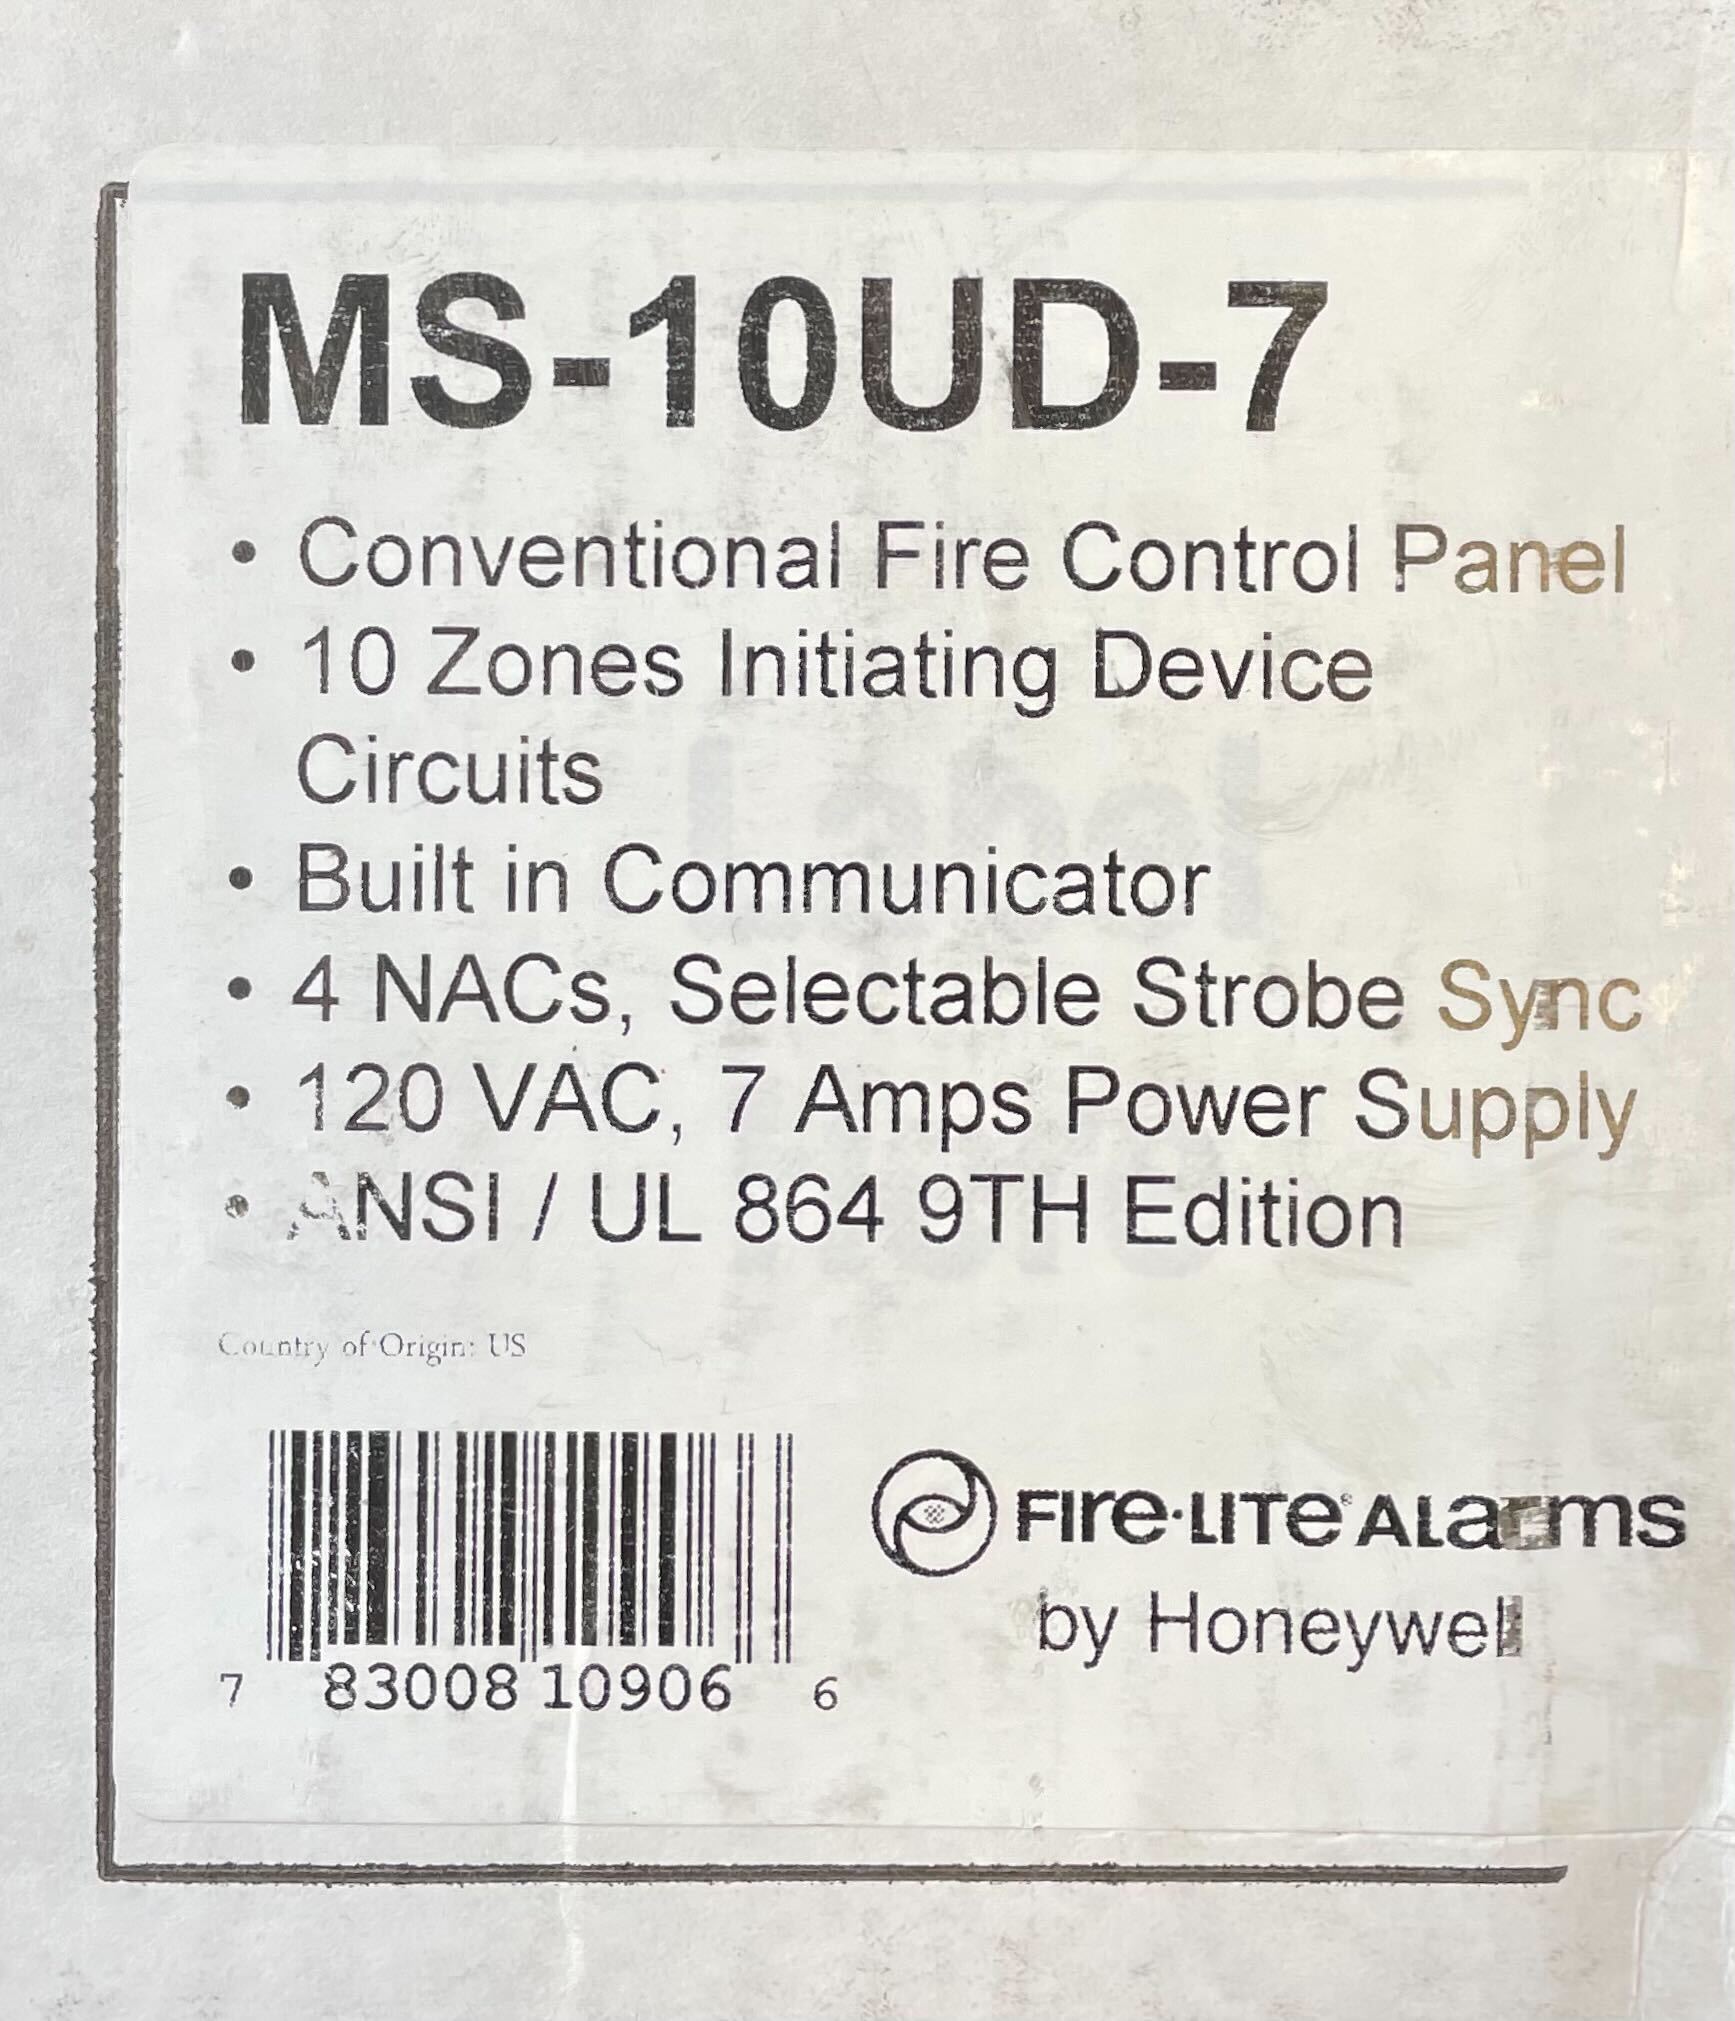 MS-10UD-7
• Conventional Fire Control Panel
• 10 Zones Initiating Device
Circuits
• Built in Communicator
• 4 NACs, Selectable Strobe Sync
• 120 VAC, 7 Amps Power Supply
• ANSI / UL 864 9TH Edition
Country of Origin: US
7 83008 10906 6
FIRE·LITE® ALARMS
by Honeywell